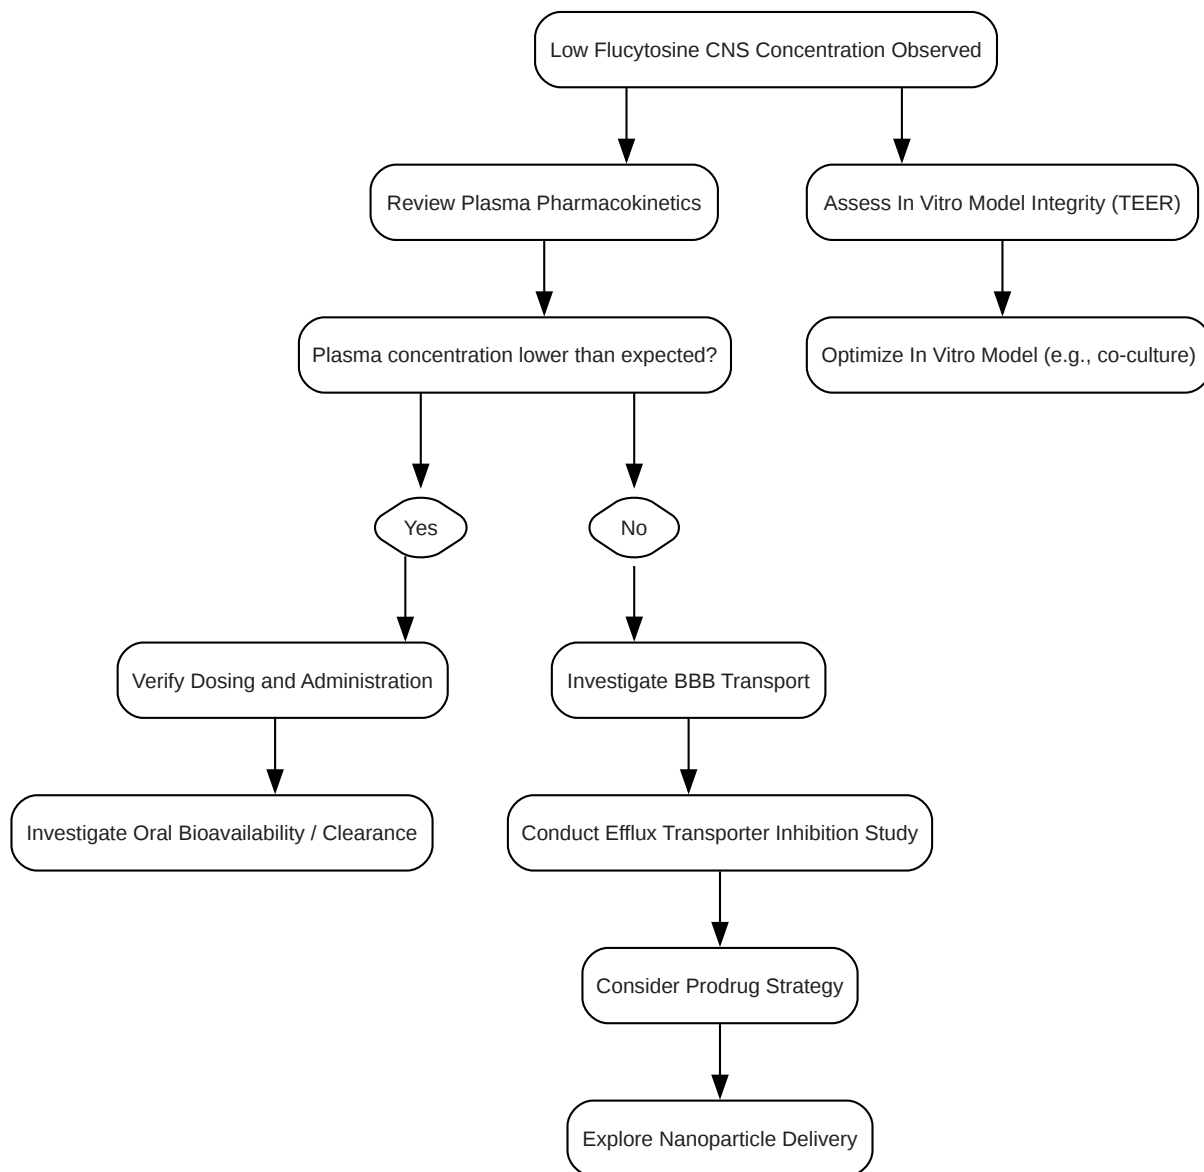 Low Flucytosine CNS Concentration Observed
Review Plasma Pharmacokinetics
Assess In Vitro Model Integrity (TEER)
Plasma concentration lower than expected?
Optimize In Vitro Model (e.g., co-culture)
Yes
No
Verify Dosing and Administration
Investigate BBB Transport
Investigate Oral Bioavailability / Clearance
Conduct Efflux Transporter Inhibition Study
Consider Prodrug Strategy
Explore Nanoparticle Delivery